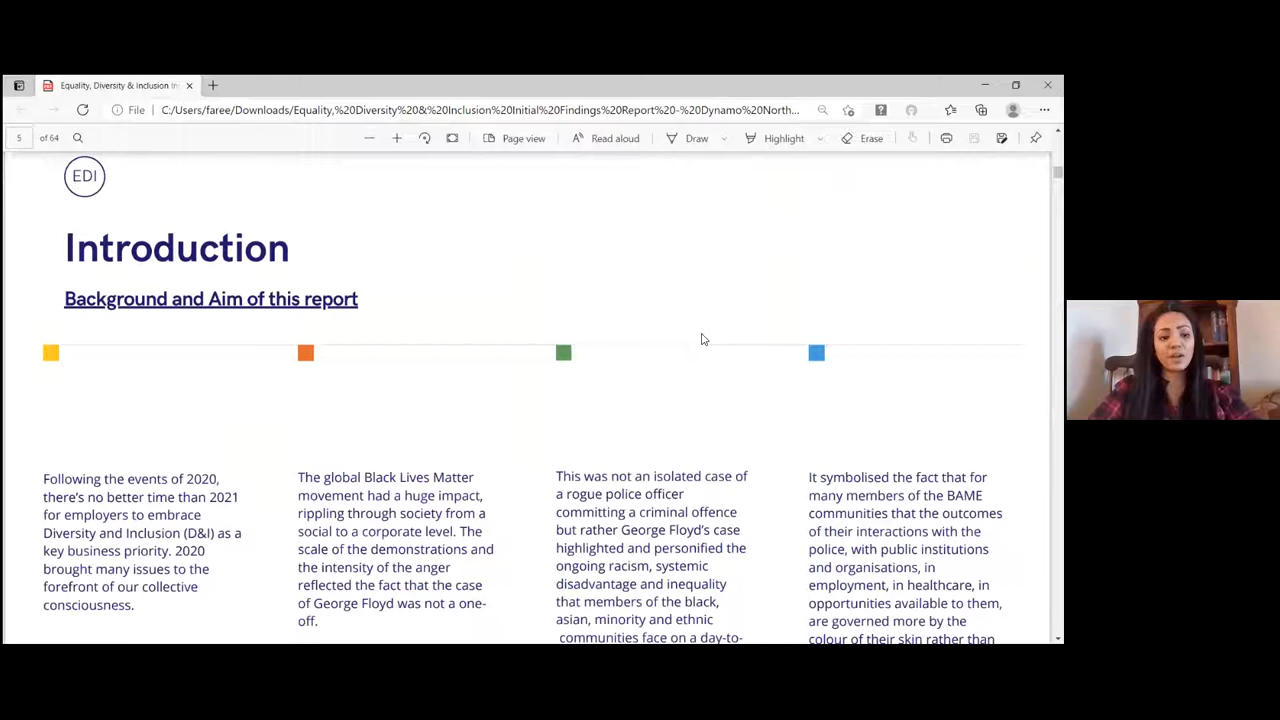 Equality, Diversity & Inclusion In
File
C:/Users/faree/Downloads/Equality,%20Diversity%20&%20Inclusion%20Initial%20Findings%20Report%20-%20Dynamo%20North...
5 of 64
Page view
Read aloud
Draw
Highlight
Erase
EDI
Introduction
Background and Aim of this report
Following the events of 2020,
there's no better time than 2021
for employers to embrace
Diversity and Inclusion (D&I) as a
key business priority. 2020
brought many issues to the
forefront of our collective
consciousness.
The global Black Lives Matter
movement had a huge impact,
rippling through society from a
social to a corporate level. The
scale of the demonstrations and
the intensity of the anger
reflected the fact that the case
of George Floyd was not a one-
off.
This was not an isolated case of
a rogue police officer
committing a criminal offence
but rather George Floyd's case
highlighted and personified the
ongoing racism, systemic
disadvantage and inequality
that members of the black,
asian, minority and ethnic
communities face on a day-to-
It symbolised the fact that for
many members of the BAME
communities that the outcomes
of their interactions with the
police, with public institutions
and organisations, in
employment, in healthcare, in
opportunities available to them,
are governed more by the
colour of their skin rather than